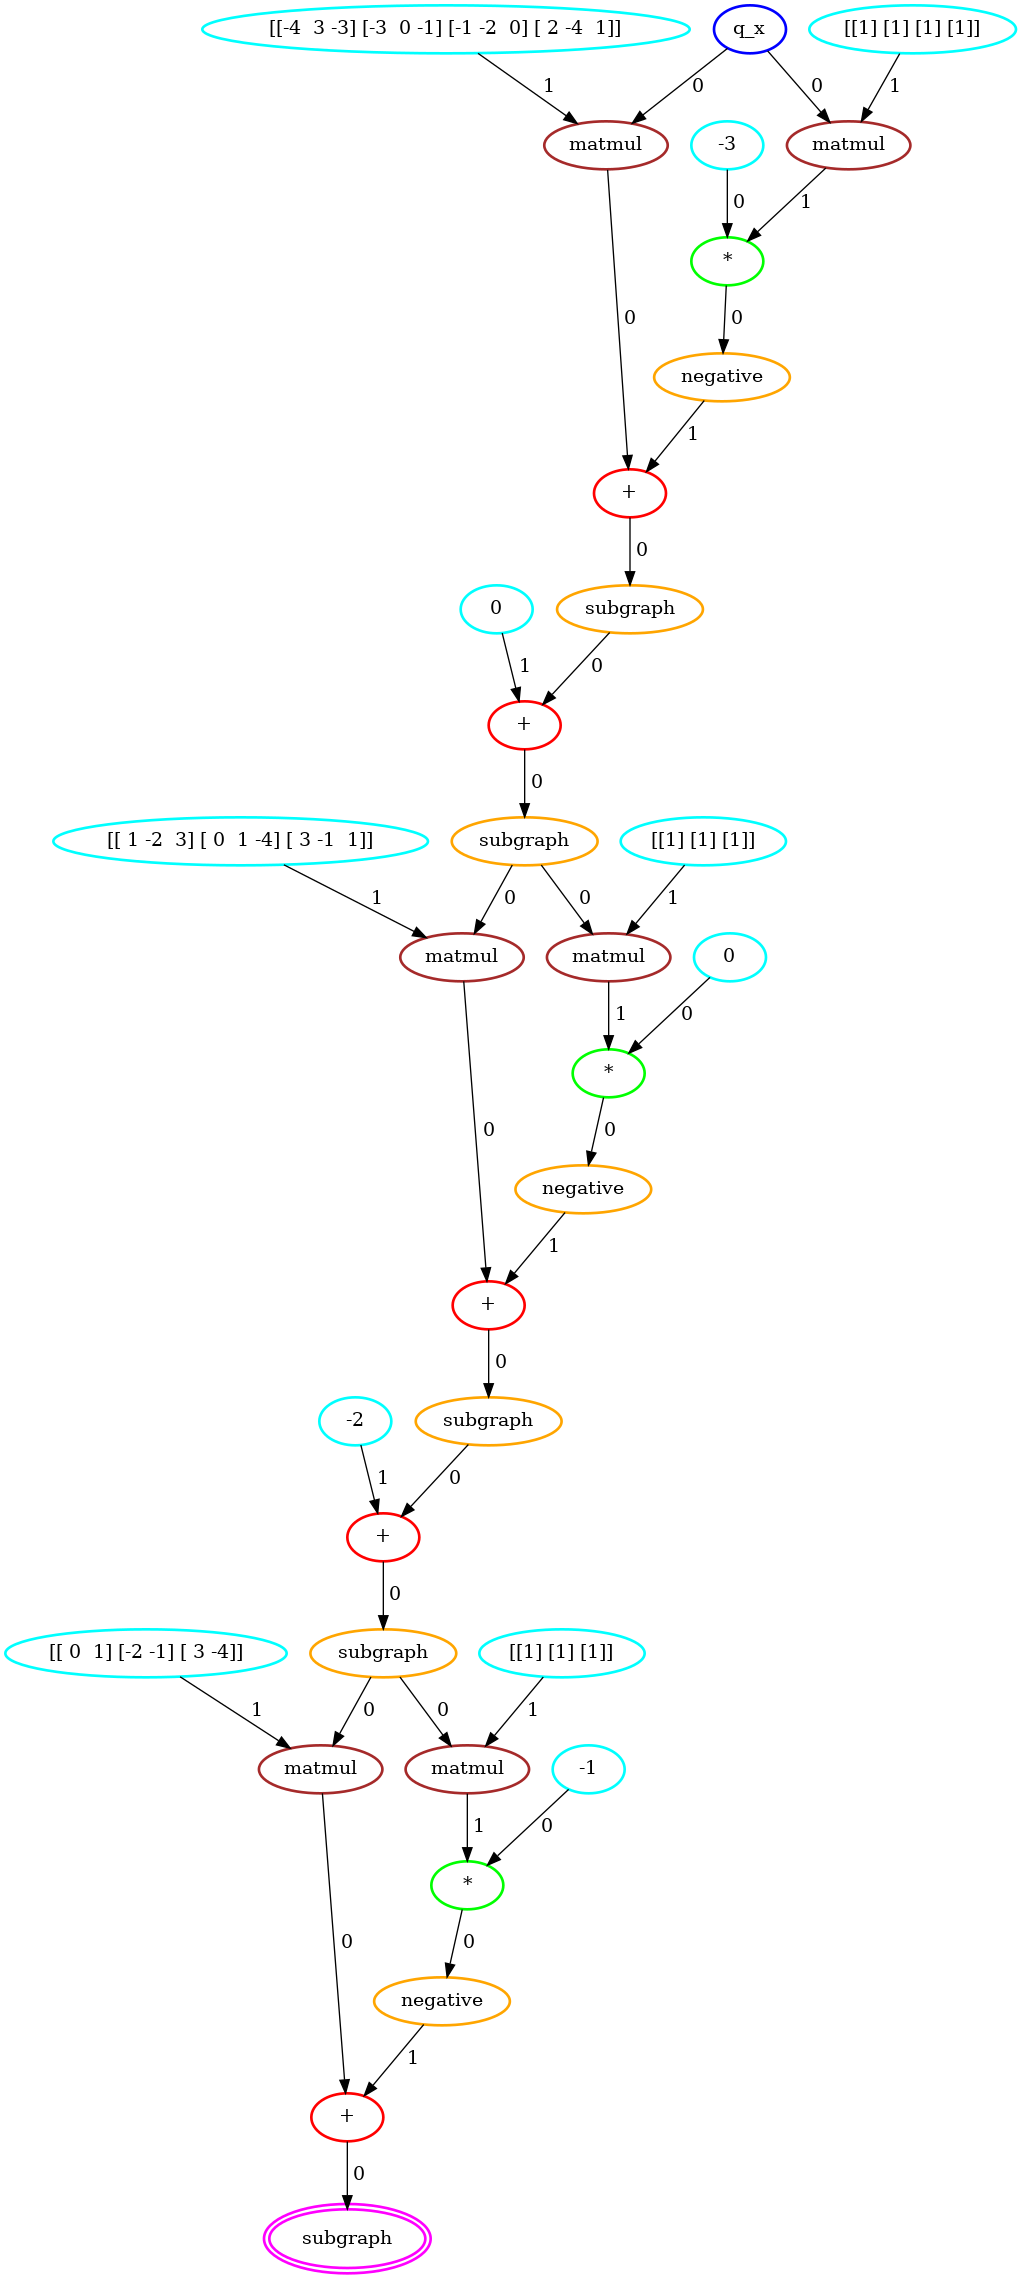 [[-4  3 -3] [-3  0 -1] [-1 -2  0] [ 2 -4  1]]
q_x
[[1] [1] [1] [1]]
1
0
0
1
matmul
-3
matmul
0
1
*
0
0
negative
1
+
0
0
subgraph
1
0
+
0
[[ 1 -2  3] [ 0  1 -4] [ 3 -1  1]]
subgraph
[[1] [1] [1]]
1
0
0
1
matmul
matmul
0
1
0
*
0
0
negative
1
+
0
-2
subgraph
1
0
+
0
[[ 0  1] [-2 -1] [ 3 -4]]
subgraph
[[1] [1] [1]]
1
0
0
1
matmul
matmul
-1
1
0
*
0
0
negative
1
+
0
subgraph